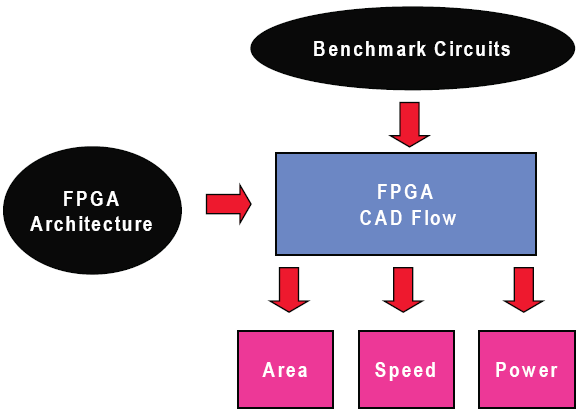 Benchmark Circuits
FPGA
Architecture
FPGA
CAD Flow
Area
Speed
Power